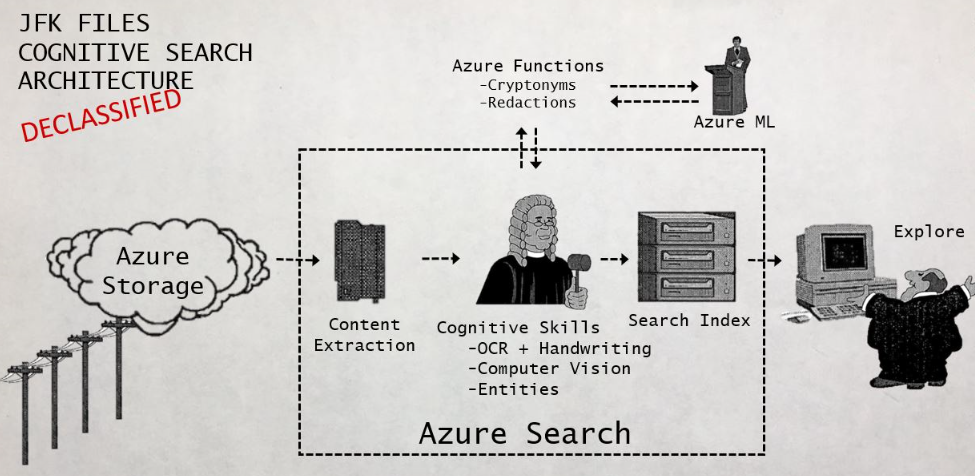 JFK FILES
COGNITIVE SEARCH
ARCHITECTURE
DECLASSIFIED
Azure Functions
-Cryptonyms
-Redactions
Azure ML
Azure
Storage
Content
Extraction
Cognitive Skills
-OCR + Handwriting
-Computer Vision
-Entities
Search Index
Explore
Azure Search